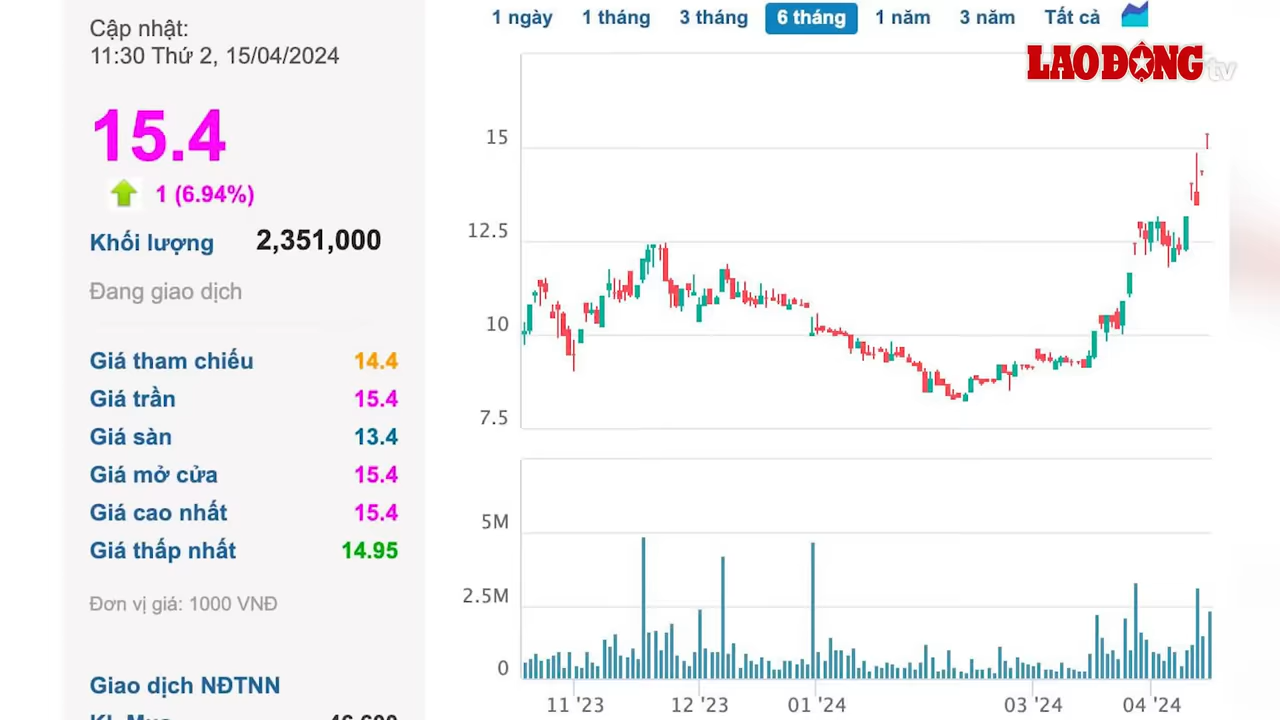 Cập nhật:
11:30 Thứ 2, 15/04/2024
15.4
1 (6.94%)
Khối lượng 2,351,000
Đang giao dịch
Giá tham chiếu 14.4
Giá trần 15.4
Giá sàn 13.4
Giá mở cửa 15.4
Giá cao nhất 15.4
Giá thấp nhất 14.95
Đơn vị giá: 1000 VNĐ
Giao dịch NĐTNN
1 ngày 1 tháng 3 tháng 6 tháng 1 năm 3 năm Tất cả
LAO ĐỘNG tv
15
12.5
10
7.5
5M
2.5M
0
11 '23 12 '23 01 '24 03 '24 04 '24